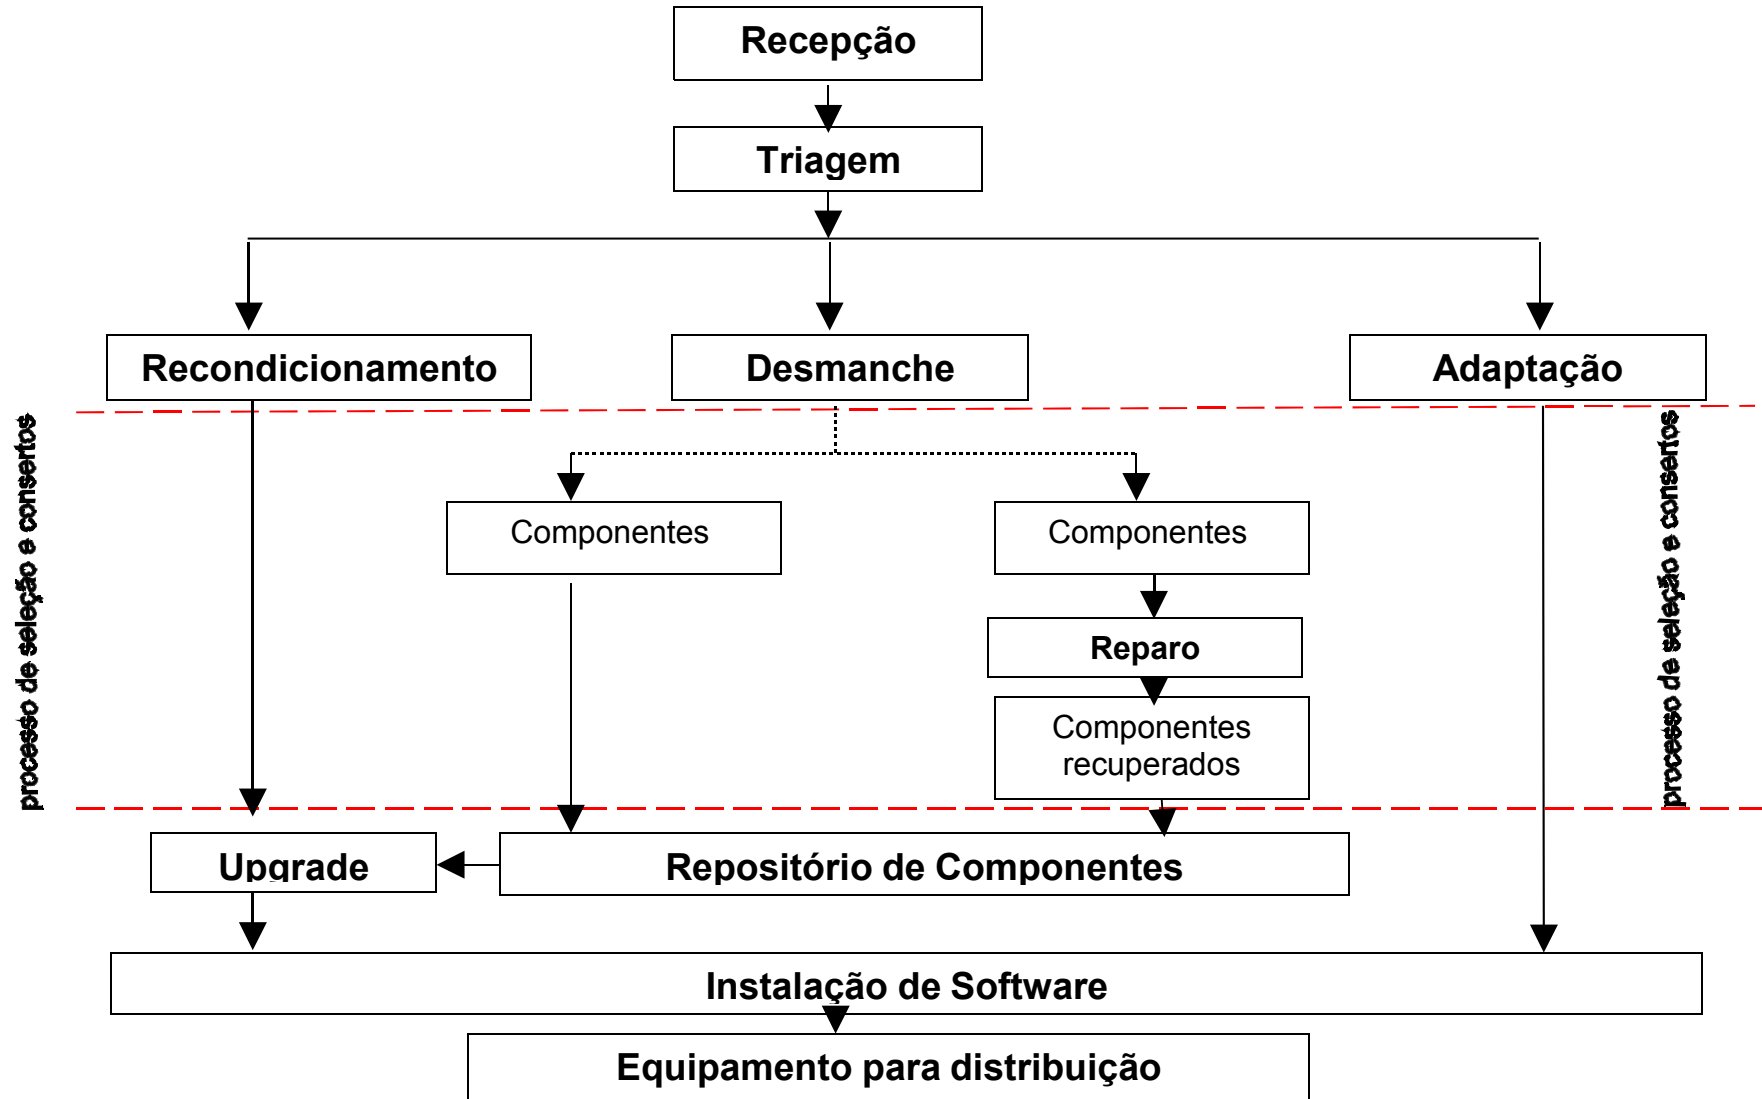 Recepção
Triagem
Recondicionamento
Desmanche
Adaptação
processo de seleção e consertos
processo de seleção e consertos
Componentes
Componentes
Reparo
Componentes
recuperados
Upgrade
Repositório de Componentes
Instalação de Software
Equipamento para distribuição